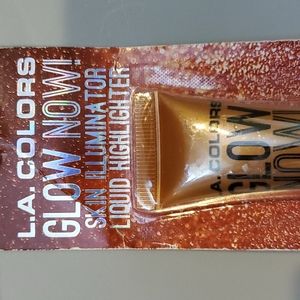 L.A. COLORS
GLOW NOW!
SKIN ILLUMINATOR
LIQUID HIGHLIGHTER
L.A. COLORS
GLOW
NOW